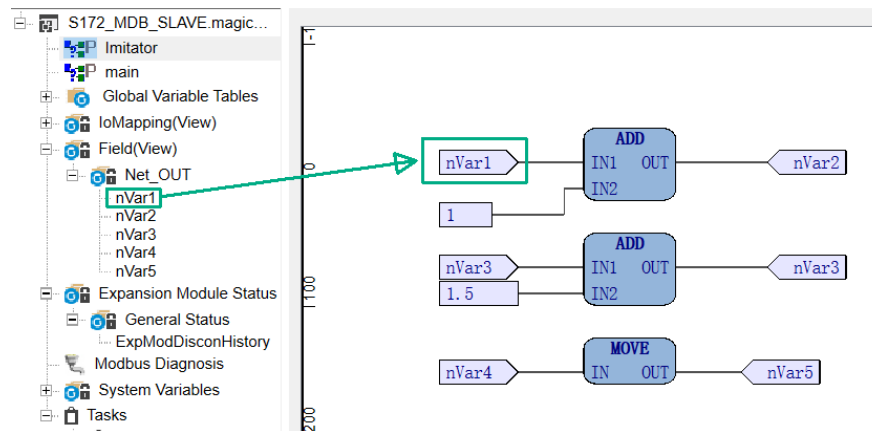 S172_MDB_SLAVE.magic...
Imitator
main
Global Variable Tables
IoMapping(View)
Field(View)
Net_OUT
nVar1
nVar2
nVar3
nVar4
nVar5
Expansion Module Status
General Status
ExpModDisconHistory
Modbus Diagnosis
System Variables
Tasks
-1
0
100
200
ADD
nVar1 IN1 OUT nVar2
IN2
1
ADD
nVar3 IN1 OUT nVar3
1.5 IN2
MOVE
nVar4 IN OUT nVar5